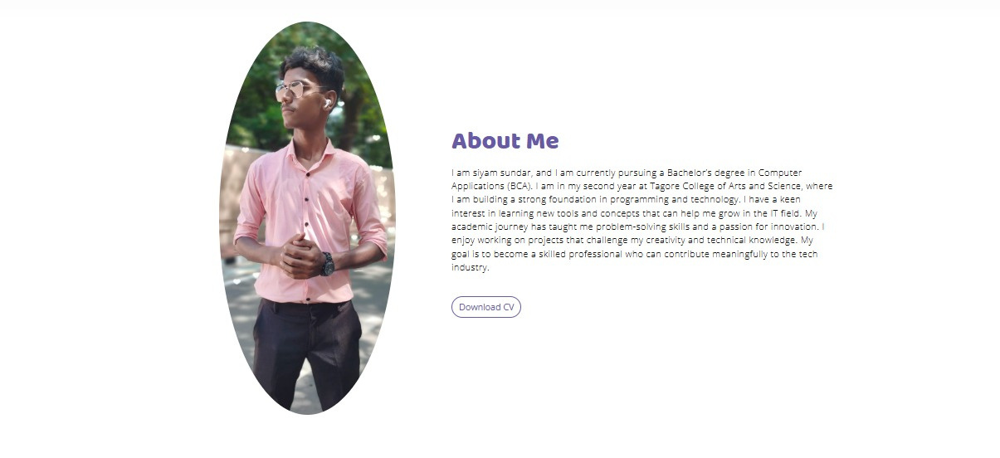 About Me
I am siyam sundar, and I am currently pursuing a Bachelor's degree in Computer
Applications (BCA). I am in my second year at Tagore College of Arts and Science, where
I am building a strong foundation in programming and technology. I have a keen
interest in learning new tools and concepts that can help me grow in the IT field. My
academic journey has taught me problem-solving skills and a passion for innovation. I
enjoy working on projects that challenge my creativity and technical knowledge. My
goal is to become a skilled professional who can contribute meaningfully to the tech
industry.
Download CV